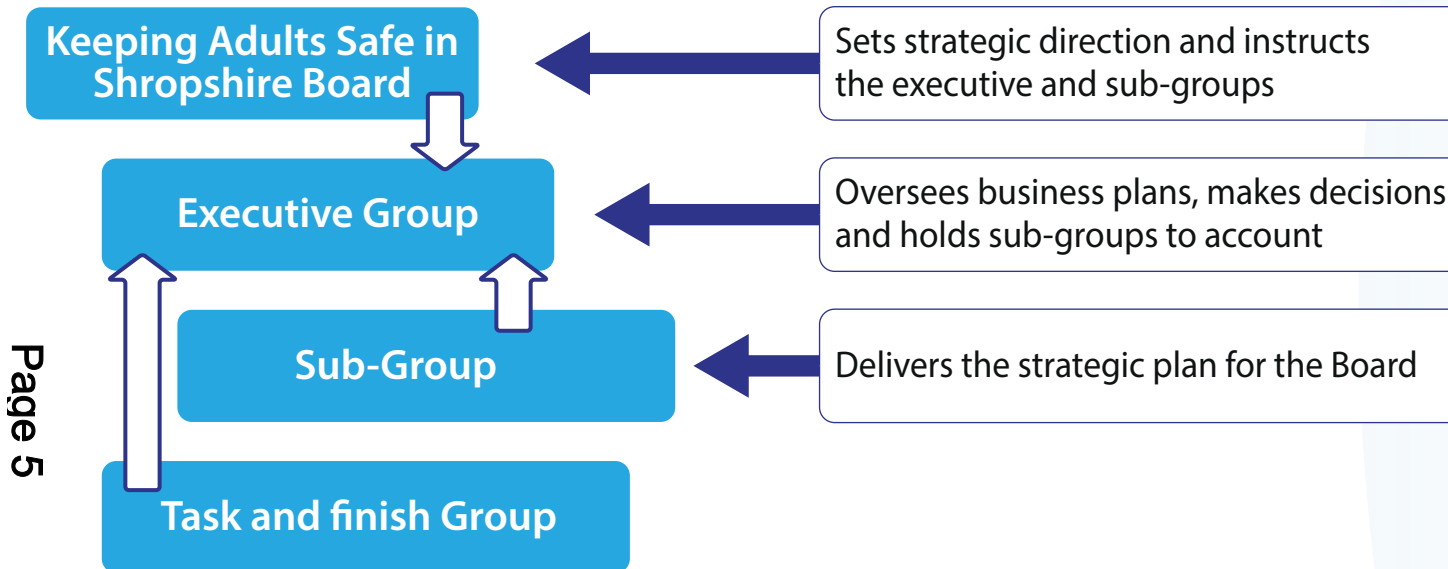 Keeping Adults Safe in
Shropshire Board
Sets strategic direction and instructs
the executive and sub-groups
Executive Group
Oversees business plans, makes decisions
and holds sub-groups to account
Sub-Group
Delivers the strategic plan for the Board
Task and finish Group
Page 5